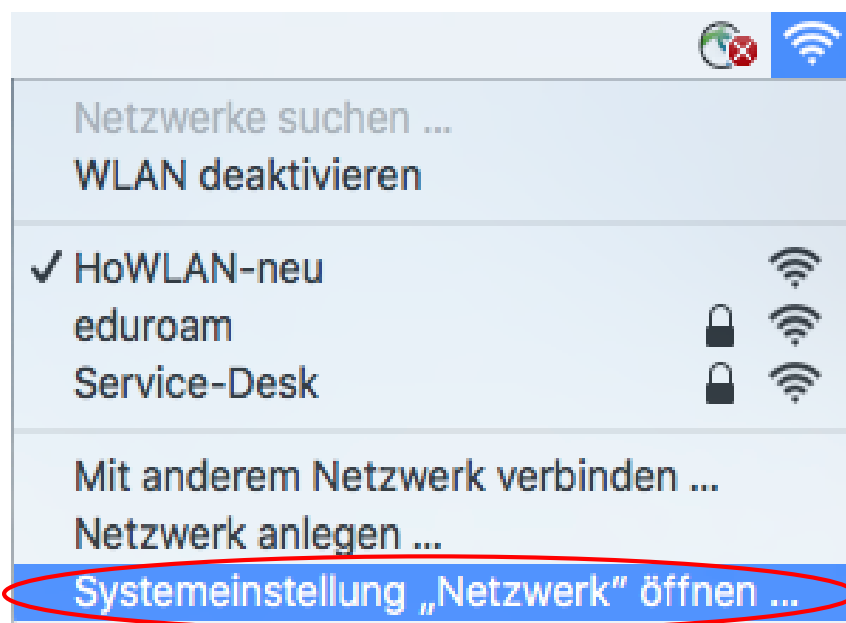 Netzwerke suchen ...
WLAN deaktivieren
HoWLAN-neu
eduroam
Service-Desk
Mit anderem Netzwerk verbinden ...
Netzwerk anlegen ...
Systemeinstellung „Netzwerk“ öffnen ...